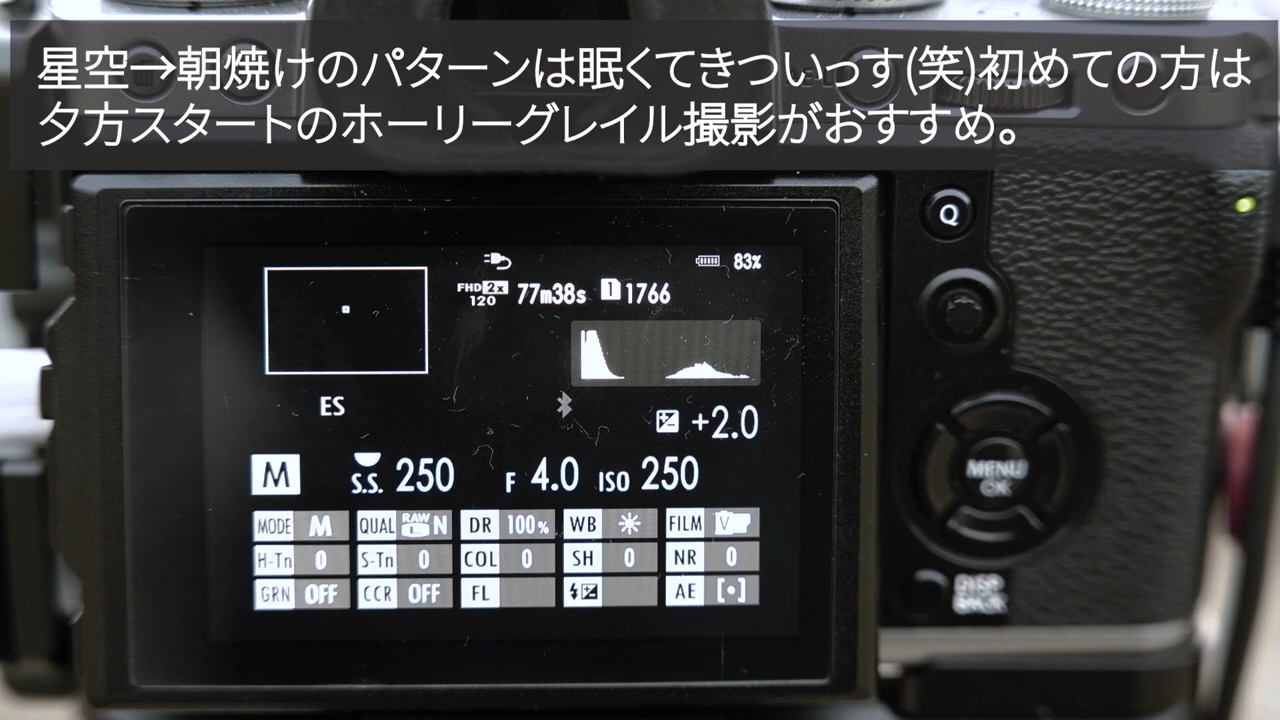 星空→朝焼けのパターンは眠くてきついっす(笑)初めての方は
夕方スタートのホーリーグレイル撮影がおすすめ。
Q
83%
FHD 2x 120 77m38s 1 1766
ES
+2.0
M S.S. 250 F 4.0 ISO 250
MODE M QUAL RAW L N DR 100% WB FILM V
H-Tn 0 S-Tn 0 COL 0 SH 0 NR 0
GRN OFF CCR OFF FL AE [•]
MENU
OK
DISP
BACK